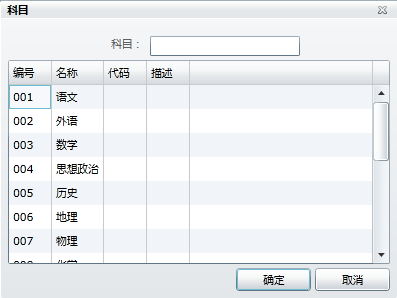 科目
科目：
编号 名称 代码 描述
001 语文
002 外语
003 数学
004 思想政治
005 历史
006 地理
007 物理
确定 取消